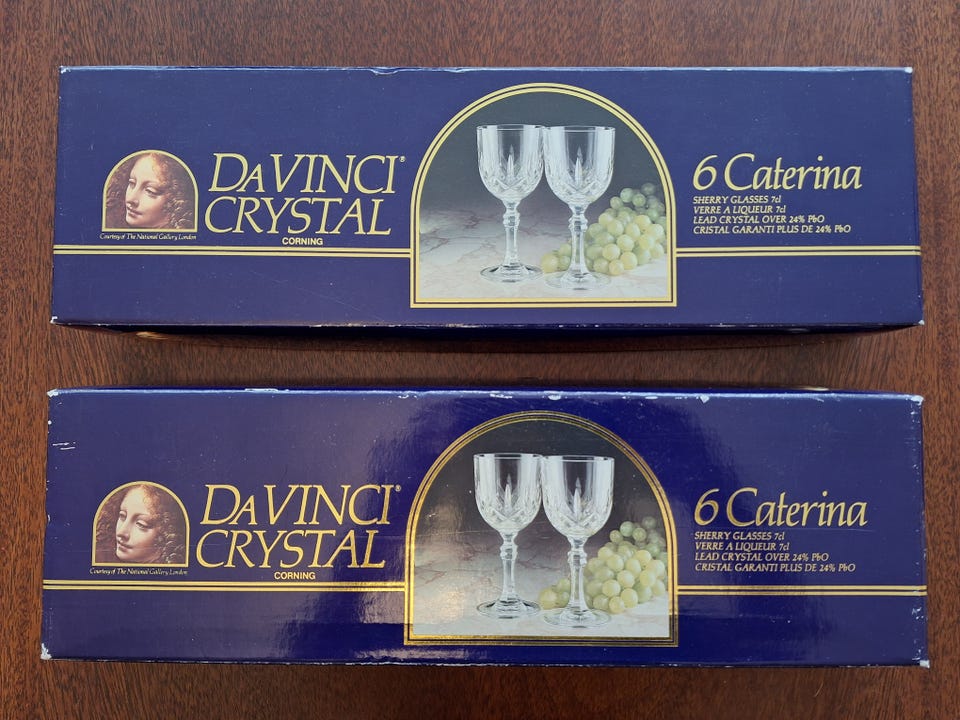 DAVINCI®
CRYSTAL
CORNING
Courtesy of The National Gallery, London
6 Caterina
SHERRY GLASSES 7cl
VERRE A LIQUEUR 7cl
LEAD CRYSTAL OVER 24% PbO
CRISTAL GARANTI PLUS DE 24% PbO
DAVINCI®
CRYSTAL
CORNING
Courtesy of The National Gallery, London
6 Caterina
SHERRY GLASSES 7cl
VERRE A LIQUEUR 7cl
LEAD CRYSTAL OVER 24% PbO
CRISTAL GARANTI PLUS DE 24% PbO